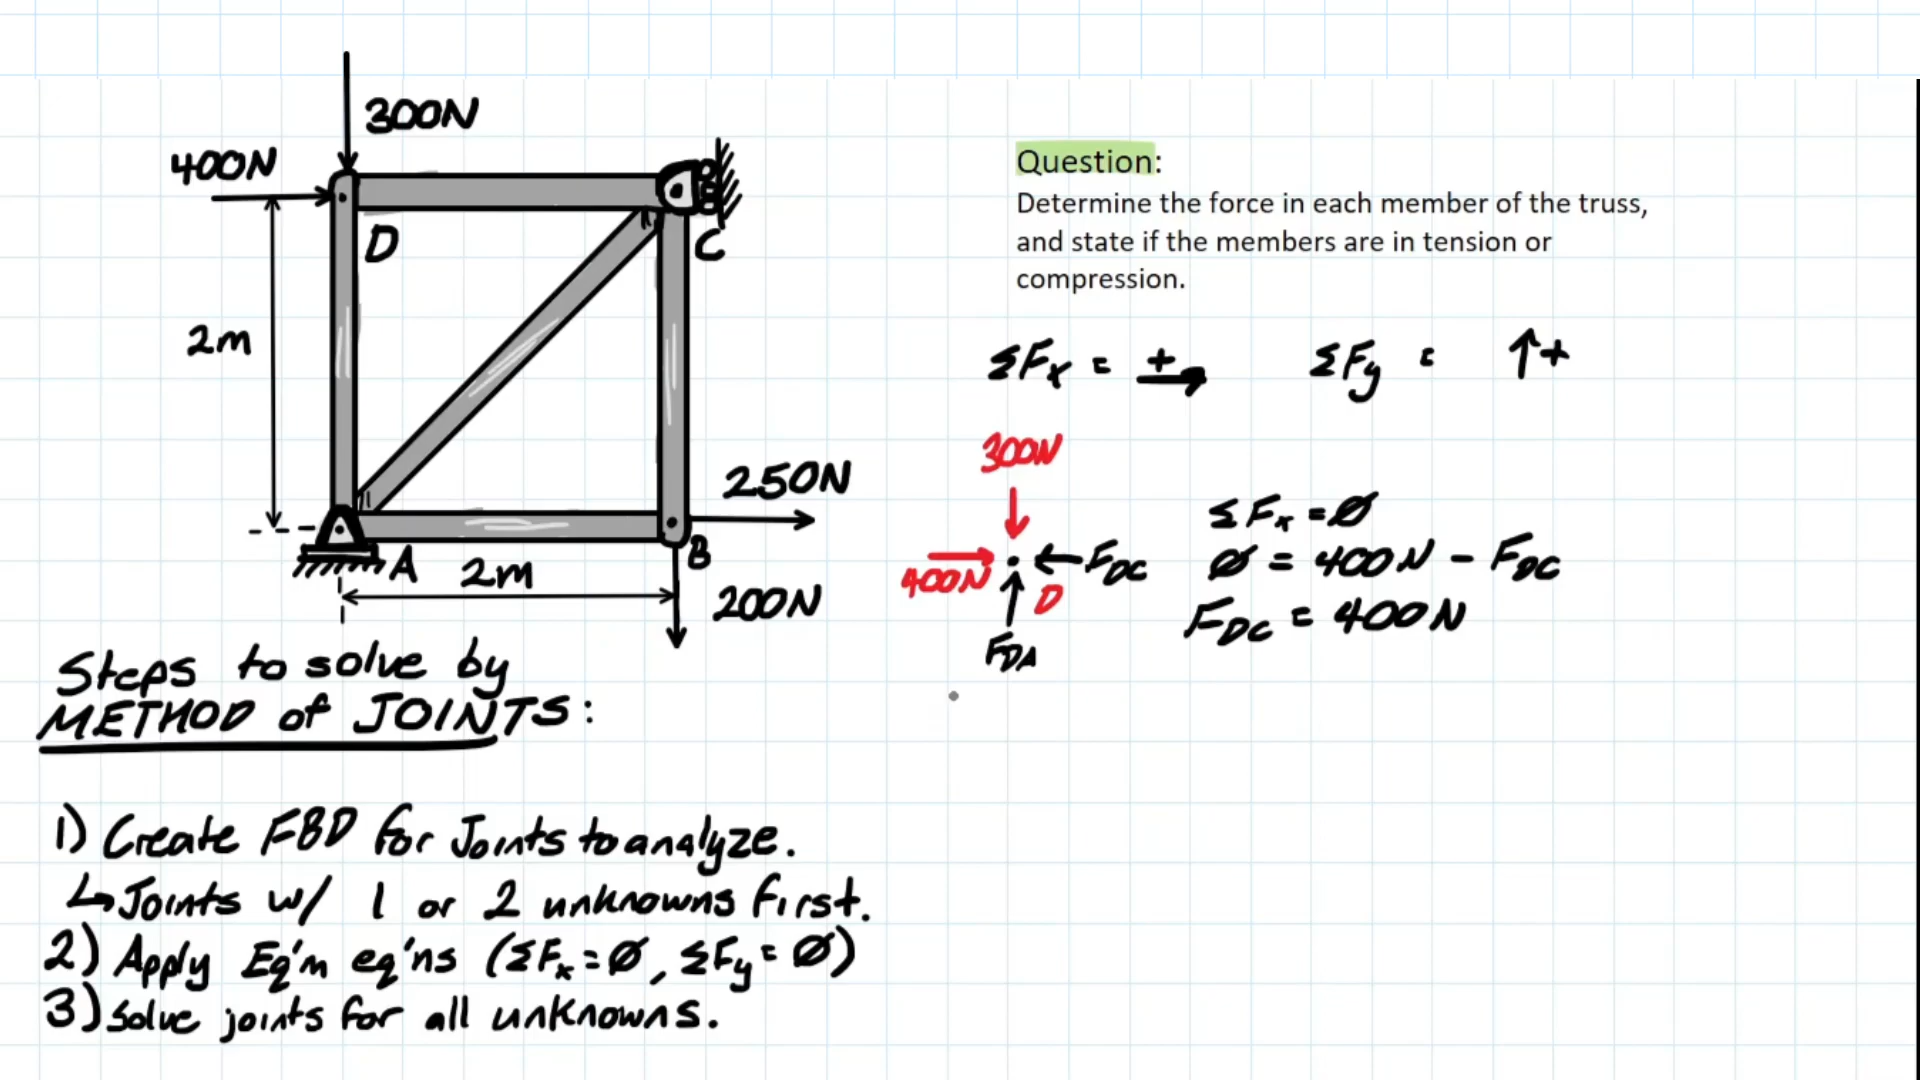 300N
400N
D
C
2m
250N
A
2m
B
200N
Steps to solve by
METHOD of JOINTS:
1) Create FBD for Joints to analyze.
↳Joints w/ 1 or 2 unknowns first.
2) Apply Eq'm eq'ns (ΣFx=Ø, ΣFy=Ø)
3) Solve joints for all unknowns.
Question:
Determine the force in each member of the truss,
and state if the members are in tension or
compression.
ΣFx = +→ ΣFy = ↑+
300N
400N
FDC
D
FDA
ΣFx = Ø
Ø = 400N - FDC
FDC = 400N